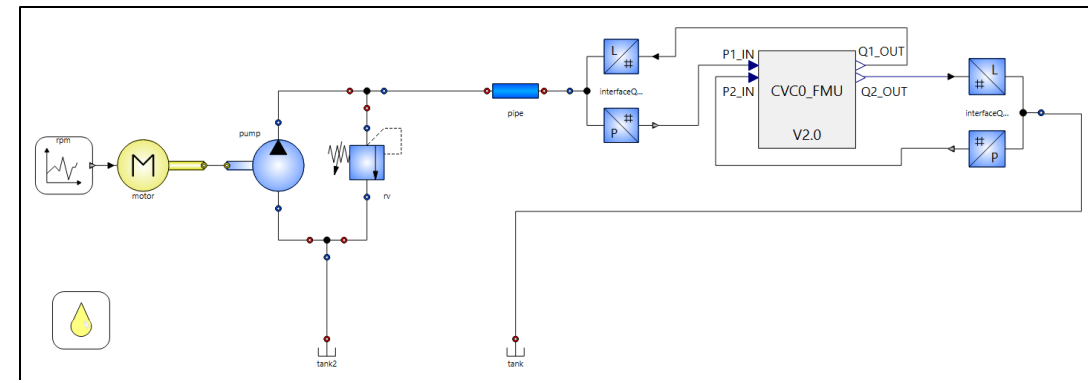 rpm
M
motor
pump
rv
pipe
L
#
interfaceQ...
#
P
P1_IN
P2_IN
CVC0_FMU
V2.0
Q1_OUT
Q2_OUT
L
#
interfaceQ...
#
P
tank2
tank